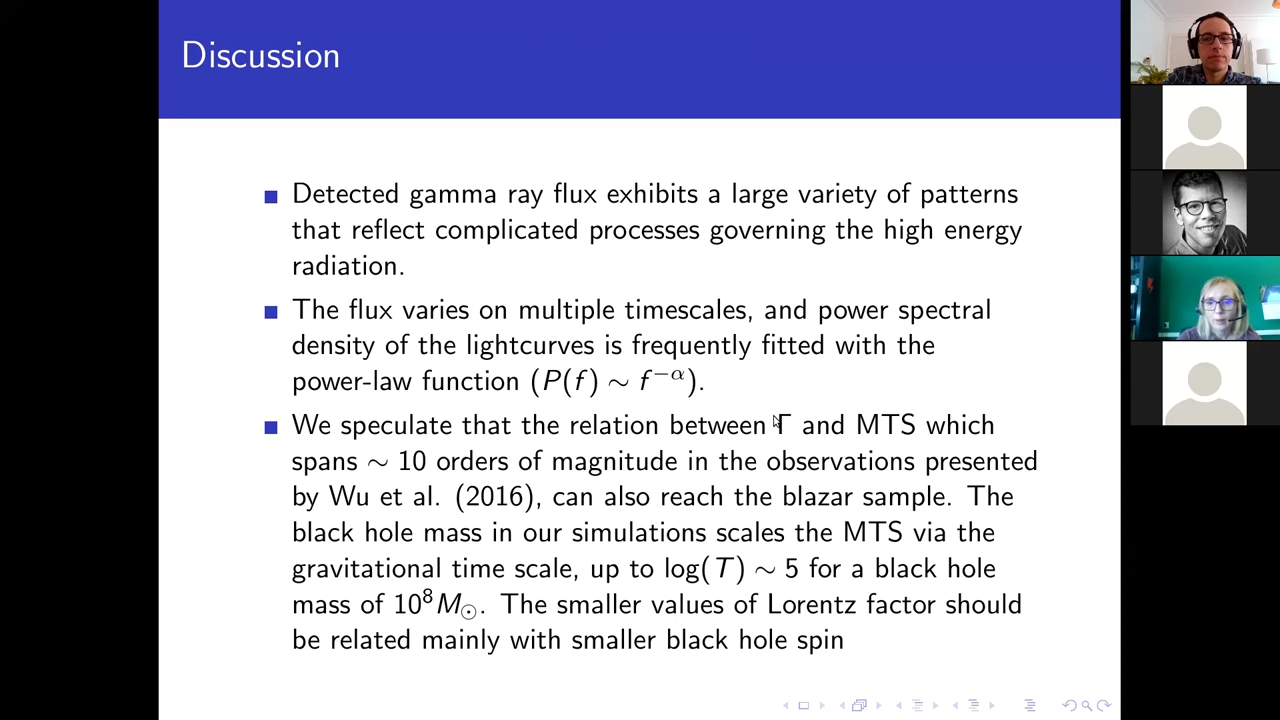 Discussion
Detected gamma ray flux exhibits a large variety of patterns
that reflect complicated processes governing the high energy
radiation.
The flux varies on multiple timescales, and power spectral
density of the lightcurves is frequently fitted with the
power-law function (P(f) ∼ f⁻ᵅ).
We speculate that the relation between Γ and MTS which
spans ∼ 10 orders of magnitude in the observations presented
by Wu et al. (2016), can also reach the blazar sample. The
black hole mass in our simulations scales the MTS via the
gravitational time scale, up to log(T) ∼ 5 for a black hole
mass of 10⁸M⊙. The smaller values of Lorentz factor should
be related mainly with smaller black hole spin